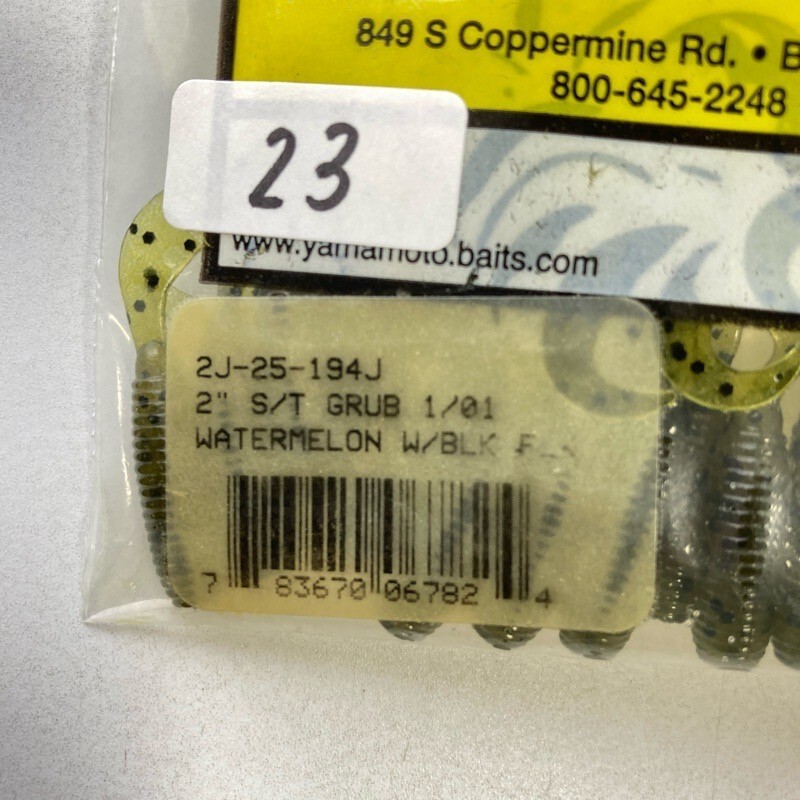 849 S Coppermine Rd. • B
800-645-2248
23
www.yamamoto.baits.com
2J-25-194J
2" S/T GRUB 1/01
WATERMELON W/BLK
7 83670 06782 4